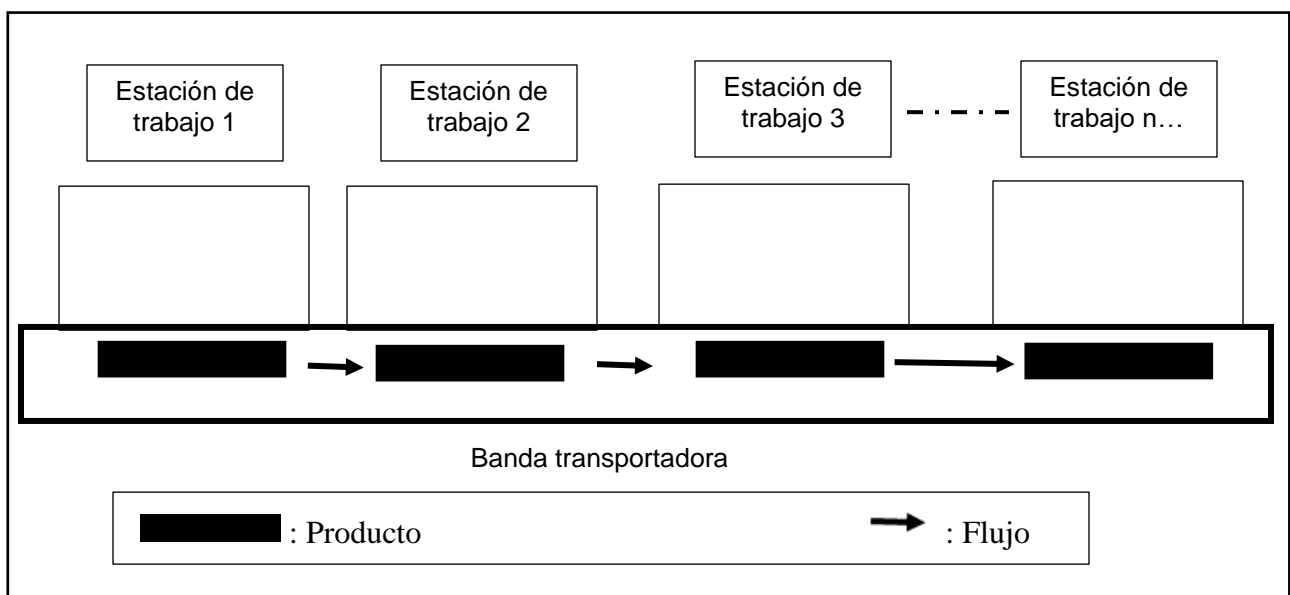 Estación de
trabajo 1
Estación de
trabajo 2
Estación de
trabajo 3
Estación de
trabajo n…
Banda transportadora
: Producto
: Flujo